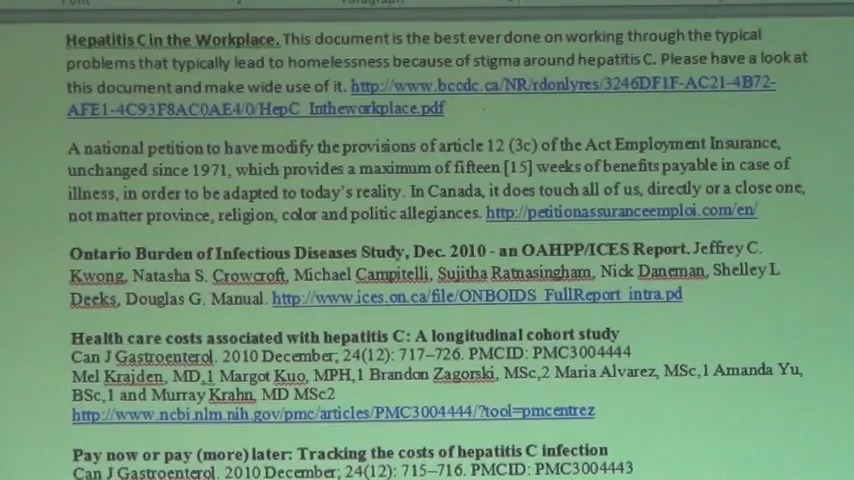 Hepatitis C in the Workplace. This document is the best ever done on working through the typical
problems that typically lead to homelessness because of stigma around hepatitis C. Please have a look at
this document and make wide use of it. http://www.bccdc.ca/NR/rdonlyres/3246DF1F-AC21-4B72-
AFE1-4C93F8AC0AE4/0/HepC_Intheworkplace.pdf
A national petition to have modify the provisions of article 12 (3c) of the Act Employment Insurance,
unchanged since 1971, which provides a maximum of fifteen [15] weeks of benefits payable in case of
illness, in order to be adapted to today's reality. In Canada, it does touch all of us, directly or a close one,
not matter province, religion, color and politic allegiances. http://petitionassuranceemploi.com/en/
Ontario Burden of Infectious Diseases Study, Dec. 2010 - an OAHPP/ICES Report. Jeffrey C.
Kwong, Natasha S. Crowcroft, Michael Campitelli, Sujitha Ratnasingham, Nick Daneman, Shelley L
Deeks, Douglas G. Manual. http://www.ices.on.ca/file/ONBOIDS_FullReport_intra.pd
Health care costs associated with hepatitis C: A longitudinal cohort study
Can J Gastroenterol. 2010 December; 24(12): 717–726. PMCID: PMC3004444
Mel Krajden, MD,1 Margot Kuo, MPH,1 Brandon Zagorski, MSc,2 Maria Alvarez, MSc,1 Amanda Yu,
BSc,1 and Murray Krahn, MD MSc2
http://www.ncbi.nlm.nih.gov/pmc/articles/PMC3004444/?tool=pmcentrez
Pay now or pay (more) later: Tracking the costs of hepatitis C infection
Can J Gastroenterol. 2010 December; 24(12): 715–716. PMCID: PMC3004443